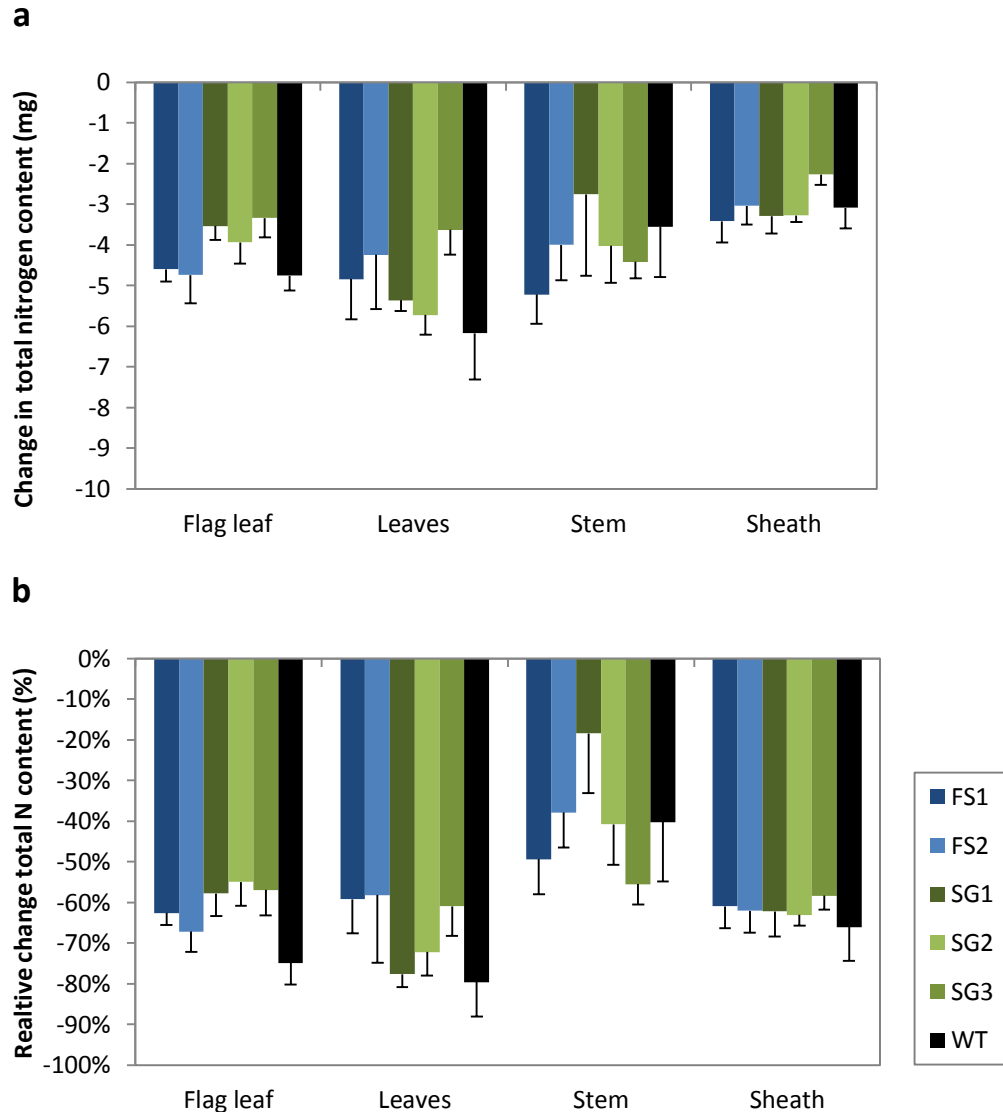 a
Change in total nitrogen content (mg)
0
-1
-2
-3
-4
-5
-6
-7
-8
-9
-10
Flag leaf Leaves Stem Sheath
b
Realtive change total N content (%)
0%
-10%
-20%
-30%
-40%
-50%
-60%
-70%
-80%
-90%
-100%
Flag leaf Leaves Stem Sheath
FS1
FS2
SG1
SG2
SG3
WT